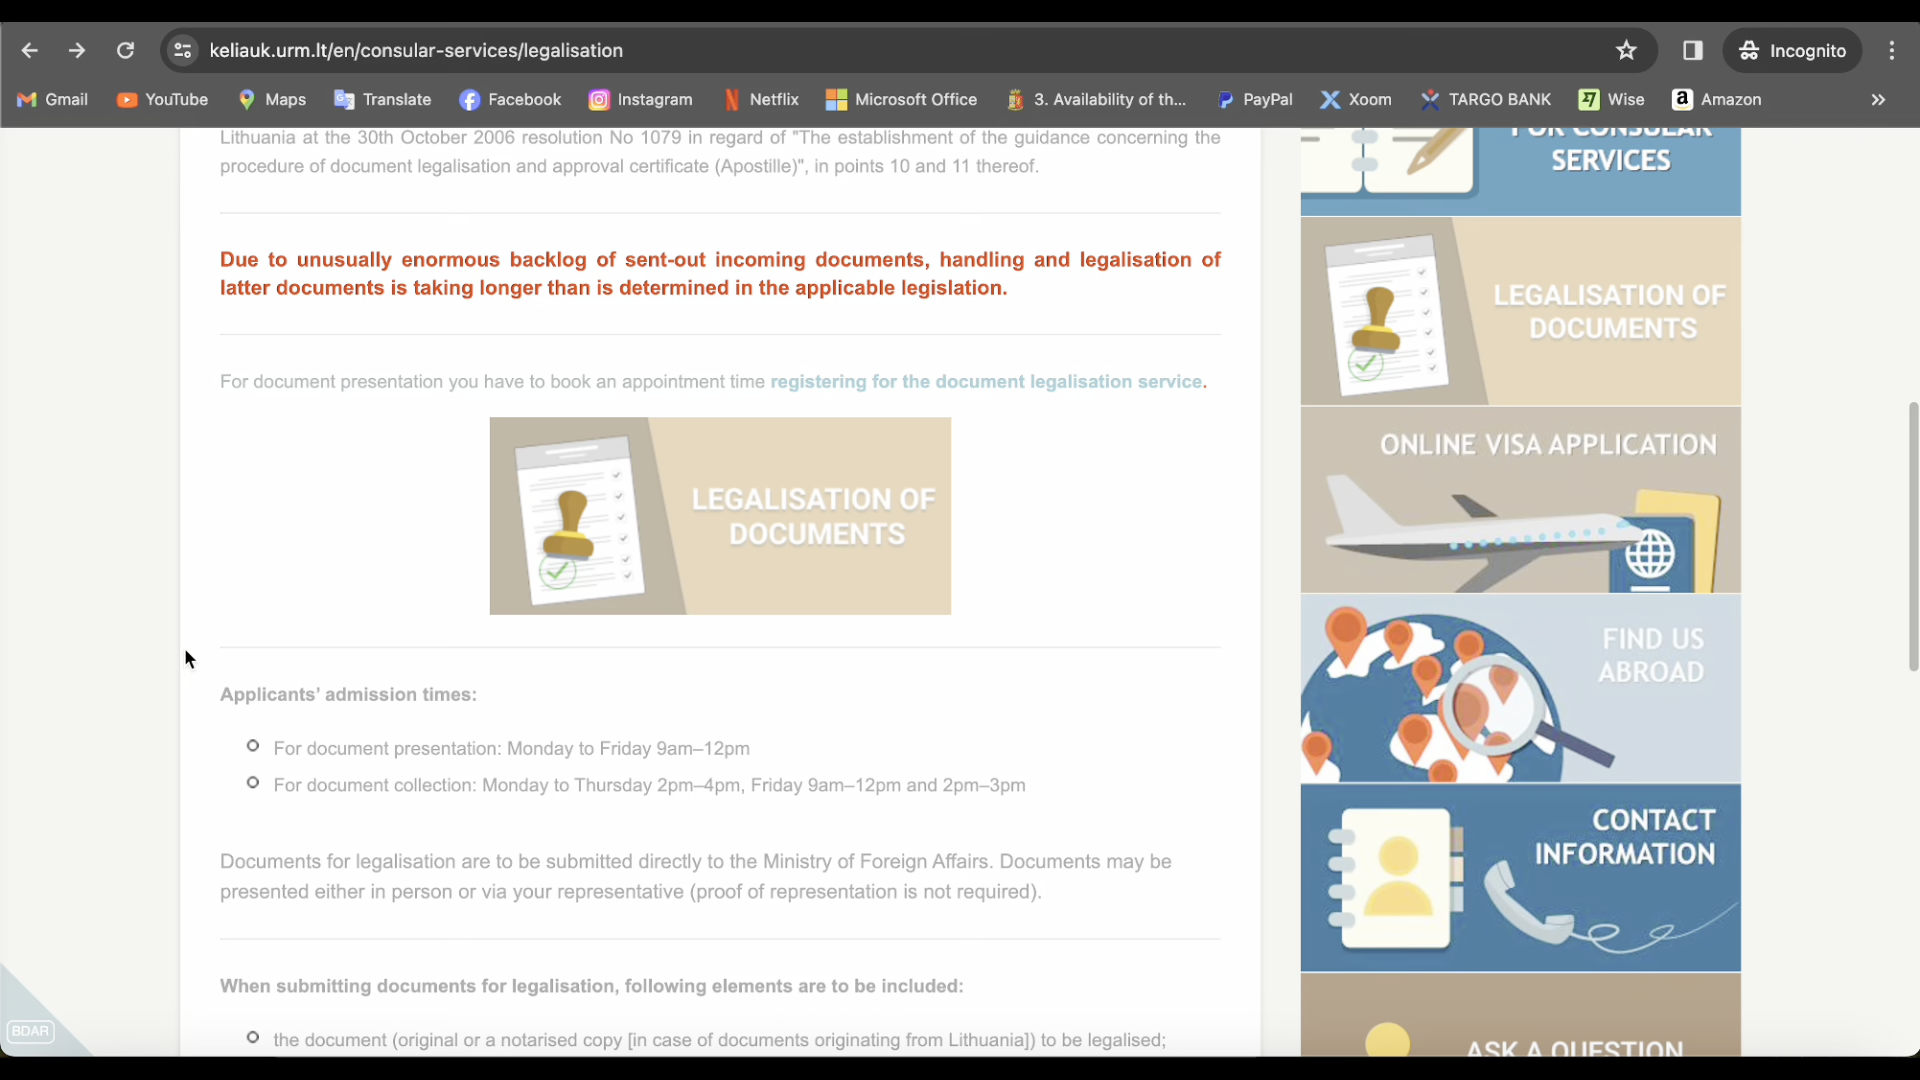 keliauk.urm.lt/en/consular-services/legalisation
Incognito
Gmail
YouTube
Maps
Translate
Facebook
Instagram
Netflix
Microsoft Office
3. Availability of th...
PayPal
Xoom
TARGO BANK
Wise
Amazon
Lithuania at the 30th October 2006 resolution No 1079 in regard of "The establishment of the guidance concerning the
procedure of document legalisation and approval certificate (Apostille)", in points 10 and 11 thereof.
Due to unusually enormous backlog of sent-out incoming documents, handling and legalisation of
latter documents is taking longer than is determined in the applicable legislation.
For document presentation you have to book an appointment time registering for the document legalisation service.
LEGALISATION OF
DOCUMENTS
Applicants’ admission times:
For document presentation: Monday to Friday 9am–12pm
For document collection: Monday to Thursday 2pm–4pm, Friday 9am–12pm and 2pm–3pm
Documents for legalisation are to be submitted directly to the Ministry of Foreign Affairs. Documents may be
presented either in person or via your representative (proof of representation is not required).
When submitting documents for legalisation, following elements are to be included:
the document (original or a notarised copy [in case of documents originating from Lithuania]) to be legalised;
BDAR
FOR CONSULAR
SERVICES
LEGALISATION OF
DOCUMENTS
ONLINE VISA APPLICATION
FIND US
ABROAD
CONTACT
INFORMATION
ASK A QUESTION